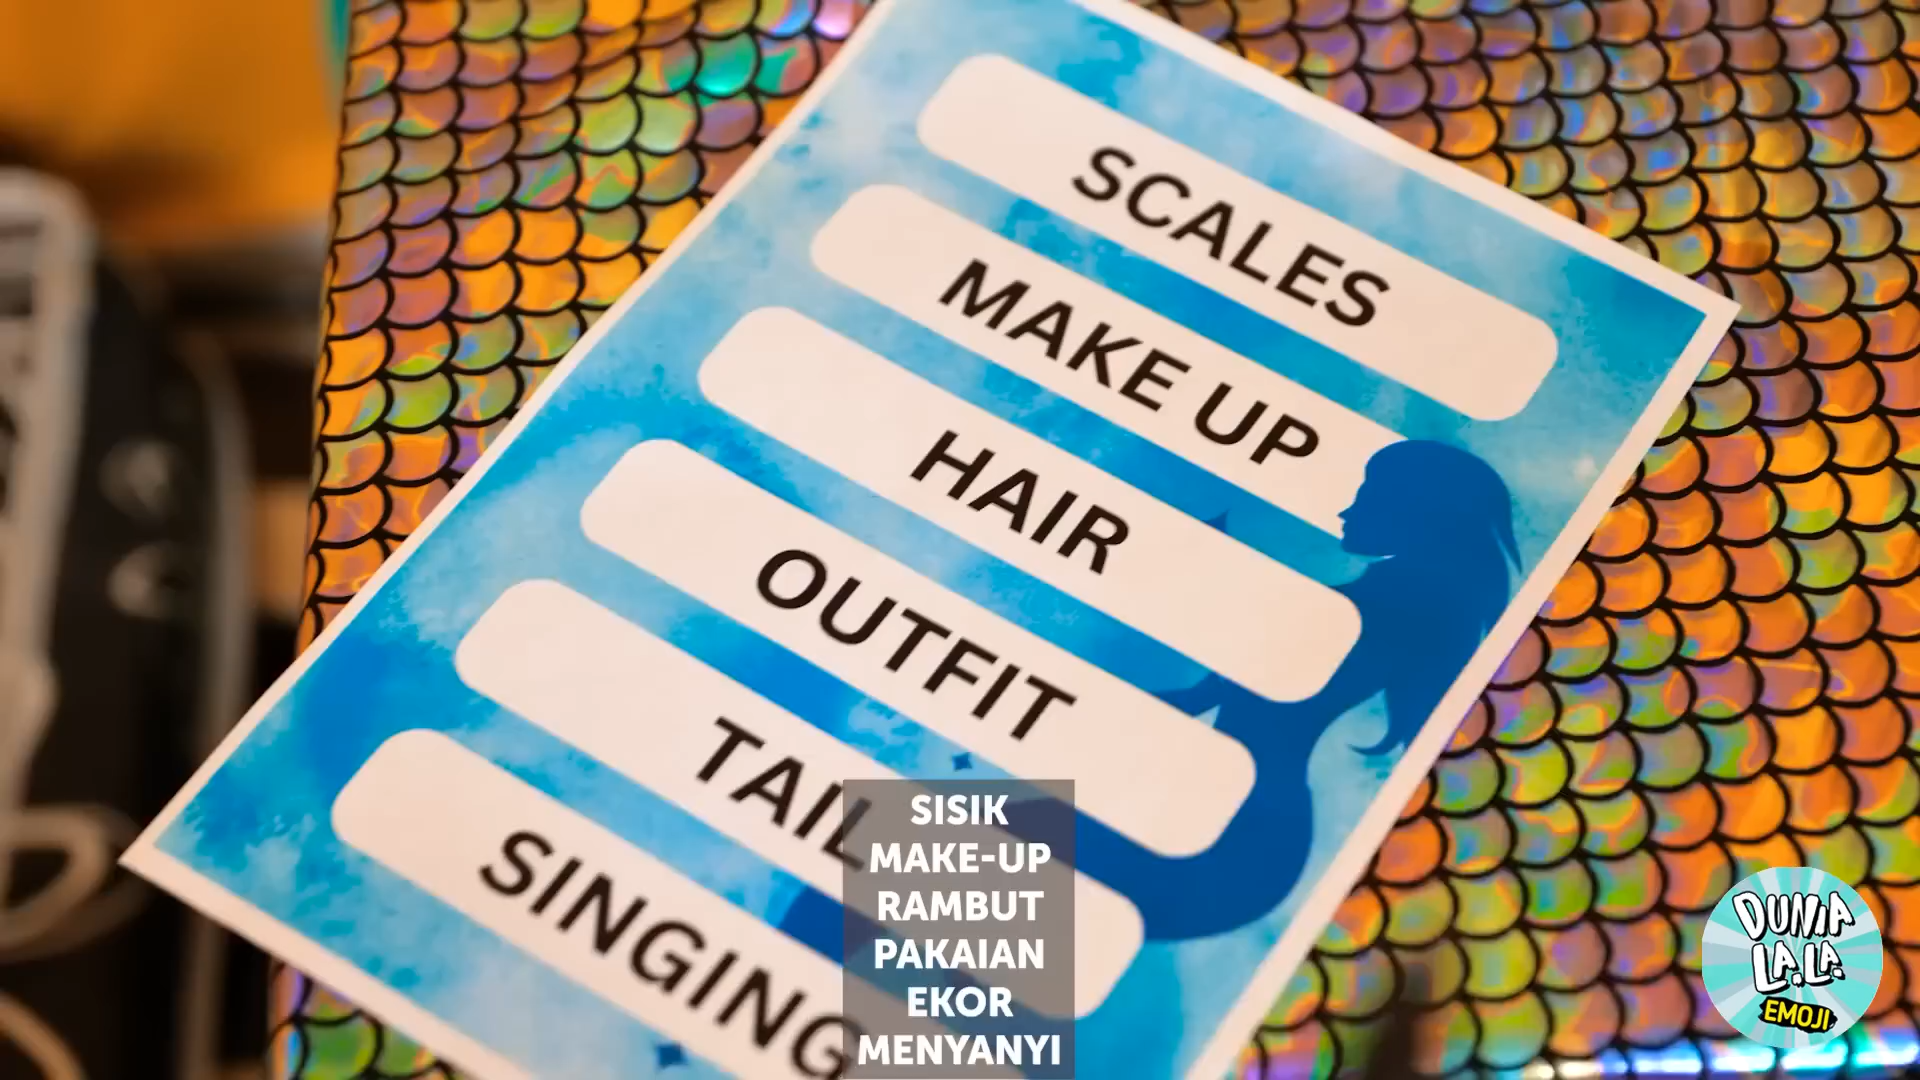 SCALES
MAKE UP
HAIR
OUTFIT
TAIL
SINGING
SISIK
MAKE-UP
RAMBUT
PAKAIAN
EKOR
MENYANYI
DUNIA
LA.LA.
EMOJI